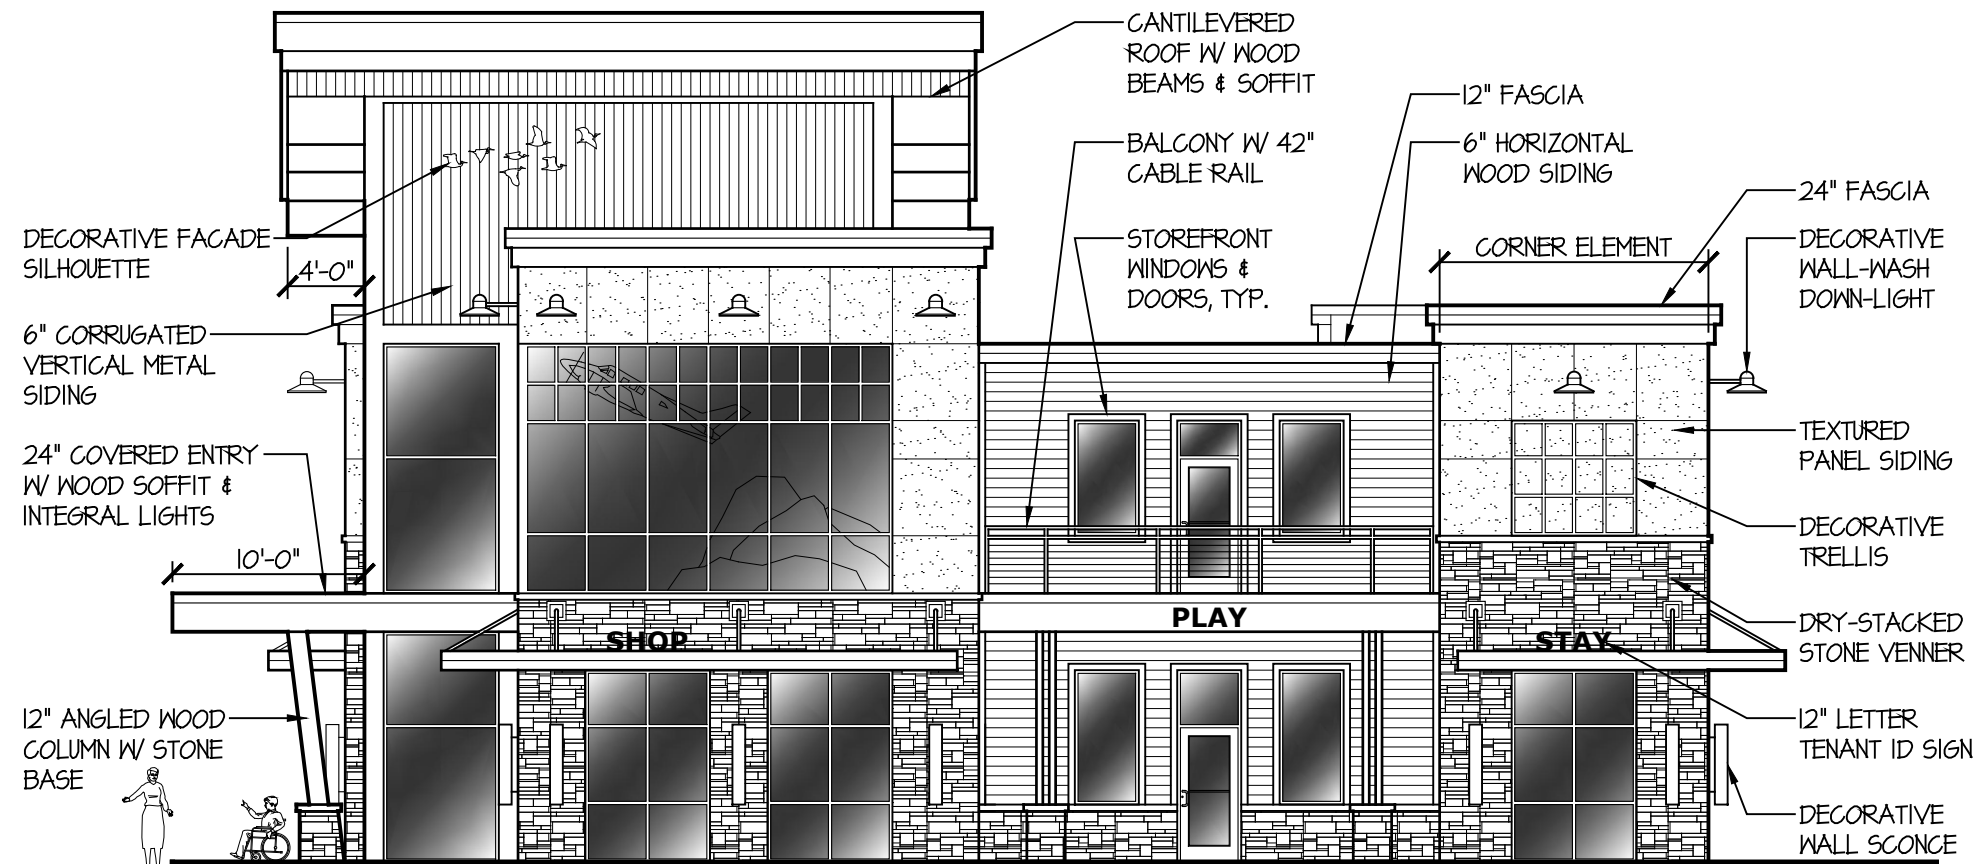 CANTILEVERED
ROOF W/ WOOD
BEAMS & SOFFIT
12" FASCIA
BALCONY W/ 42"
CABLE RAIL
6" HORIZONTAL
WOOD SIDING
24" FASCIA
DECORATIVE FACADE
SILHOUETTE
4'-0"
STOREFRONT
WINDOWS &
DOORS, TYP.
CORNER ELEMENT
DECORATIVE
WALL-WASH
DOWN-LIGHT
6" CORRUGATED
VERTICAL METAL
SIDING
24" COVERED ENTRY
W/ WOOD SOFFIT &
INTEGRAL LIGHTS
10'-0"
TEXTURED
PANEL SIDING
DECORATIVE
TRELLIS
SHOP
PLAY
STAY
DRY-STACKED
STONE VENNER
12" ANGLED WOOD
COLUMN W/ STONE
BASE
12" LETTER
TENANT ID SIGN
DECORATIVE
WALL SCONCE